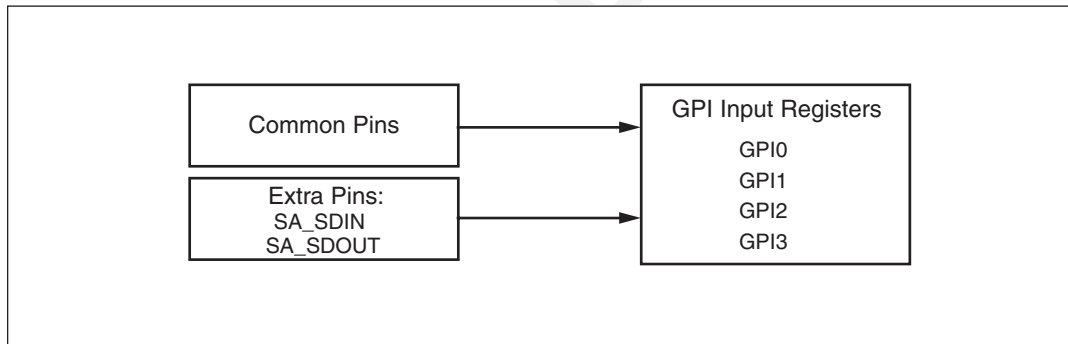 Common Pins
Extra Pins:
SA_SDIN
SA_SDOUT
GPI Input Registers
GPI0
GPI1
GPI2
GPI3